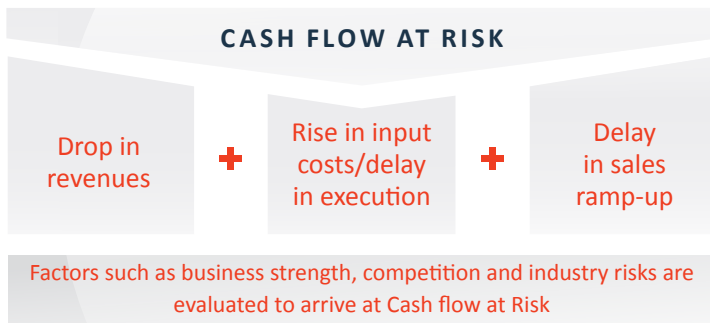 CASH FLOW AT RISK
Drop in
revenues
+
Rise in input
costs/delay
in execution
+
Delay
in sales
ramp-up
Factors such as business strength, competition and industry risks are
evaluated to arrive at Cash flow at Risk